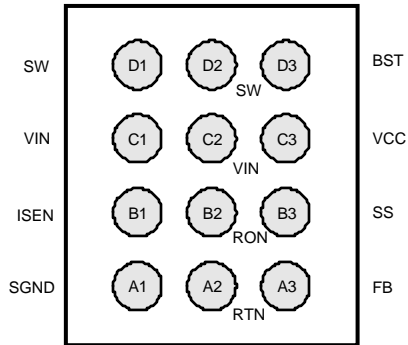 SW D1 D2 D3 BST
SW
VIN C1 C2 C3 VCC
VIN
ISEN B1 B2 B3 SS
RON
SGND A1 A2 A3 FB
RTN